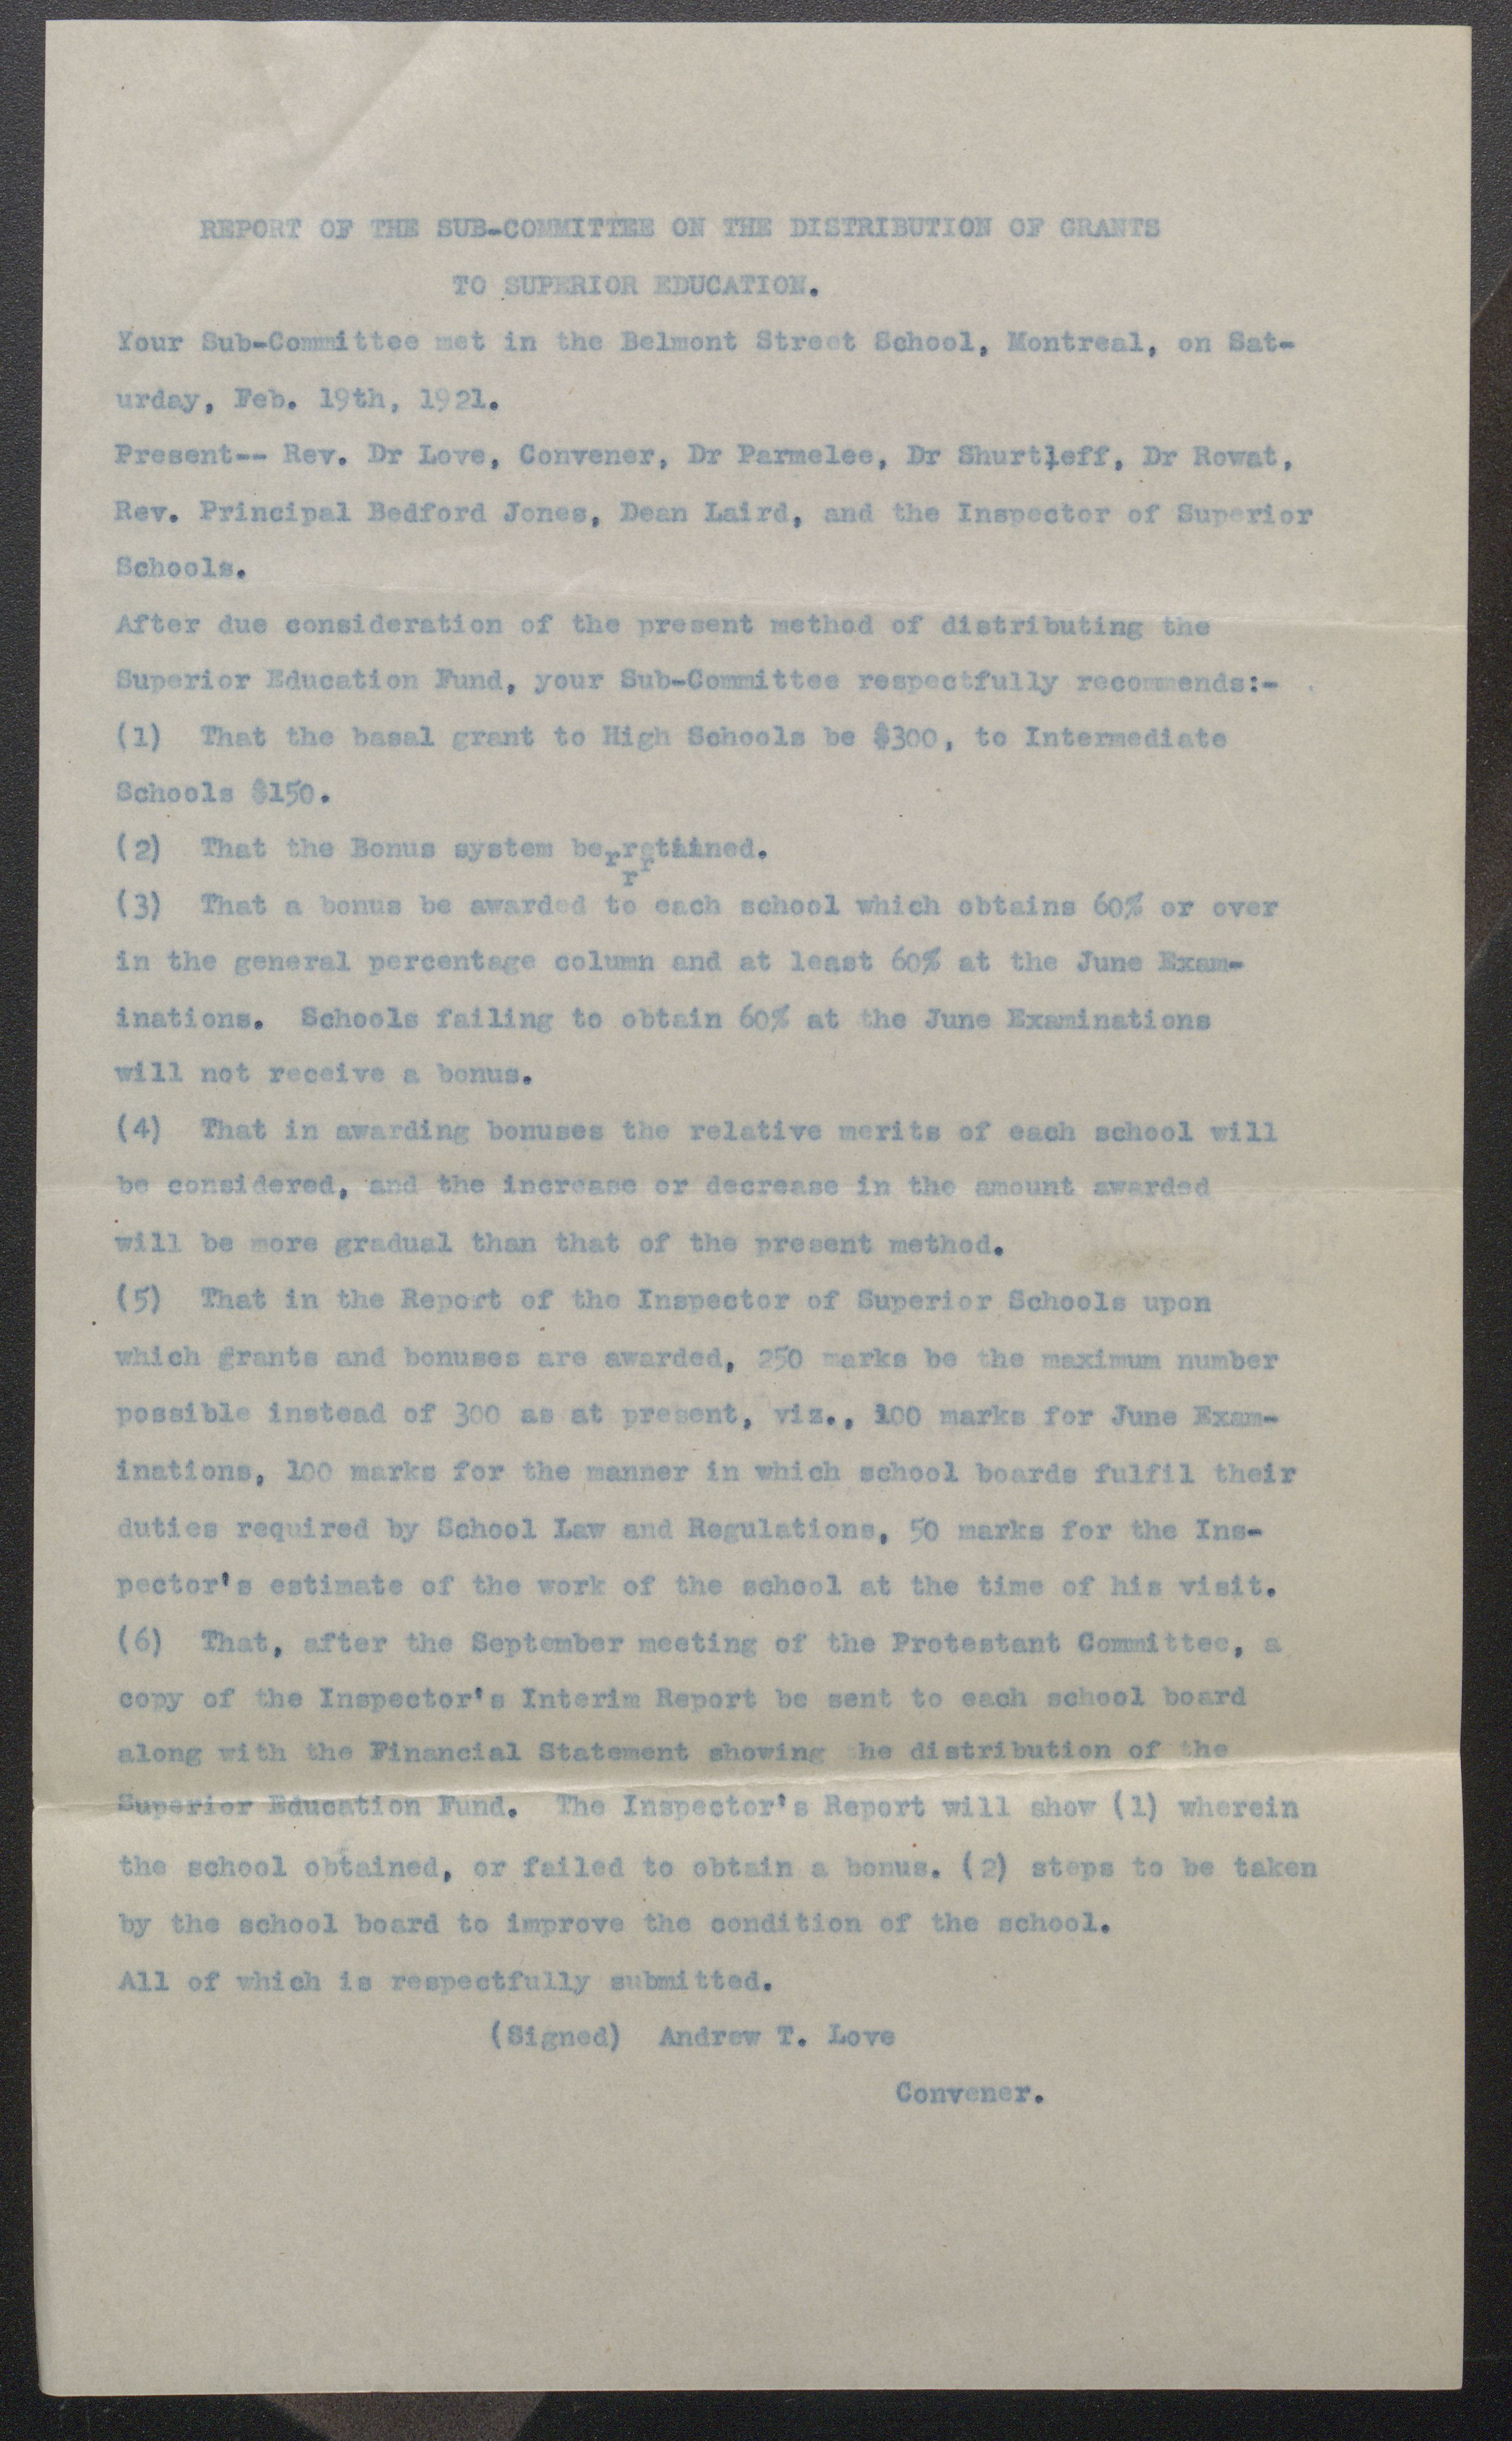 REPORT OF THE SUB-COMMITTEE ON THE DISTRIBUTION OF GRANTS
TO SUPERIOR EDUCATION.
Your Sub-Committee met in the Belmont Street School, Montreal, on Sat-
urday, Feb. 19th, 1921.
Present-- Rev. Dr Love, Convener, Dr Parmelee, Dr Shurtleff, Dr Rowat,
Rev. Principal Bedford Jones, Dean Laird, and the Inspector of Superior
Schools.
After due consideration of the present method of distributing the
Superior Education Fund, your Sub-Committee respectfully recommends:-
(1) That the basal grant to High Schools be $300, to Intermediate
Schools $150.
(2) That the Bonus system be retained.
(3) That a bonus be awarded to each school which obtains 60% or over
in the general percentage column and at least 60% at the June Exam-
inations. Schools failing to obtain 60% at the June Examinations
will not receive a bonus.
(4) That in awarding bonuses the relative merits of each school will
be considered, and the increase or decrease in the amount awarded
will be more gradual than that of the present method.
(5) That in the Report of the Inspector of Superior Schools upon
which grants and bonuses are awarded, 250 marks be the maximum number
possible instead of 300 as at present, viz., 100 marks for June Exam-
inations, 100 marks for the manner in which school boards fulfil their
duties required by School Law and Regulations, 50 marks for the Ins-
pector's estimate of the work of the school at the time of his visit.
(6) That, after the September meeting of the Protestant Committee, a
copy of the Inspector's Interim Report be sent to each school board
along with the Financial Statement showing the distribution of the
Superior Education Fund. The Inspector's Report will show (1) wherein
the school obtained, or failed to obtain a bonus. (2) steps to be taken
by the school board to improve the condition of the school.
All of which is respectfully submitted.
(Signed) Andrew T. Love
Convener.